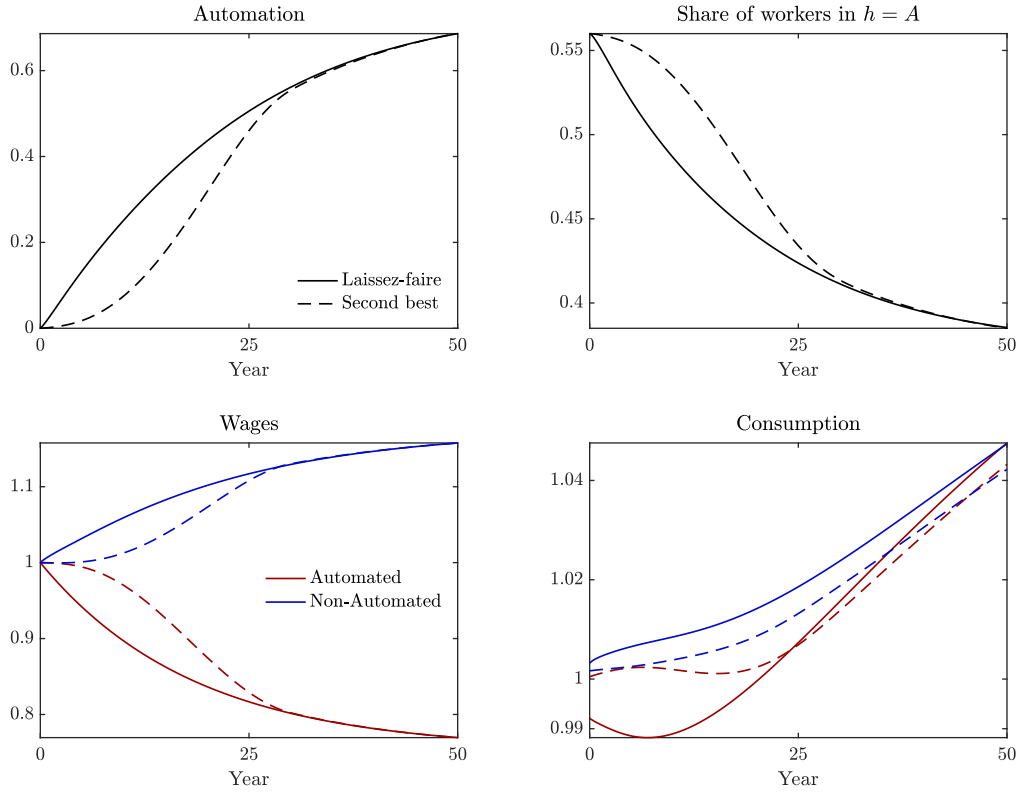 Automation
0.6
0.4
0.2
0
Laissez-faire
Second best
0
25
50
Year
Share of workers in h = A
0.55
0.5
0.45
0.4
0
25
50
Year
Wages
1.1
1
0.9
0.8
Automated
Non-Automated
0
25
50
Year
Consumption
1.04
1.02
1
0.99
0
25
50
Year